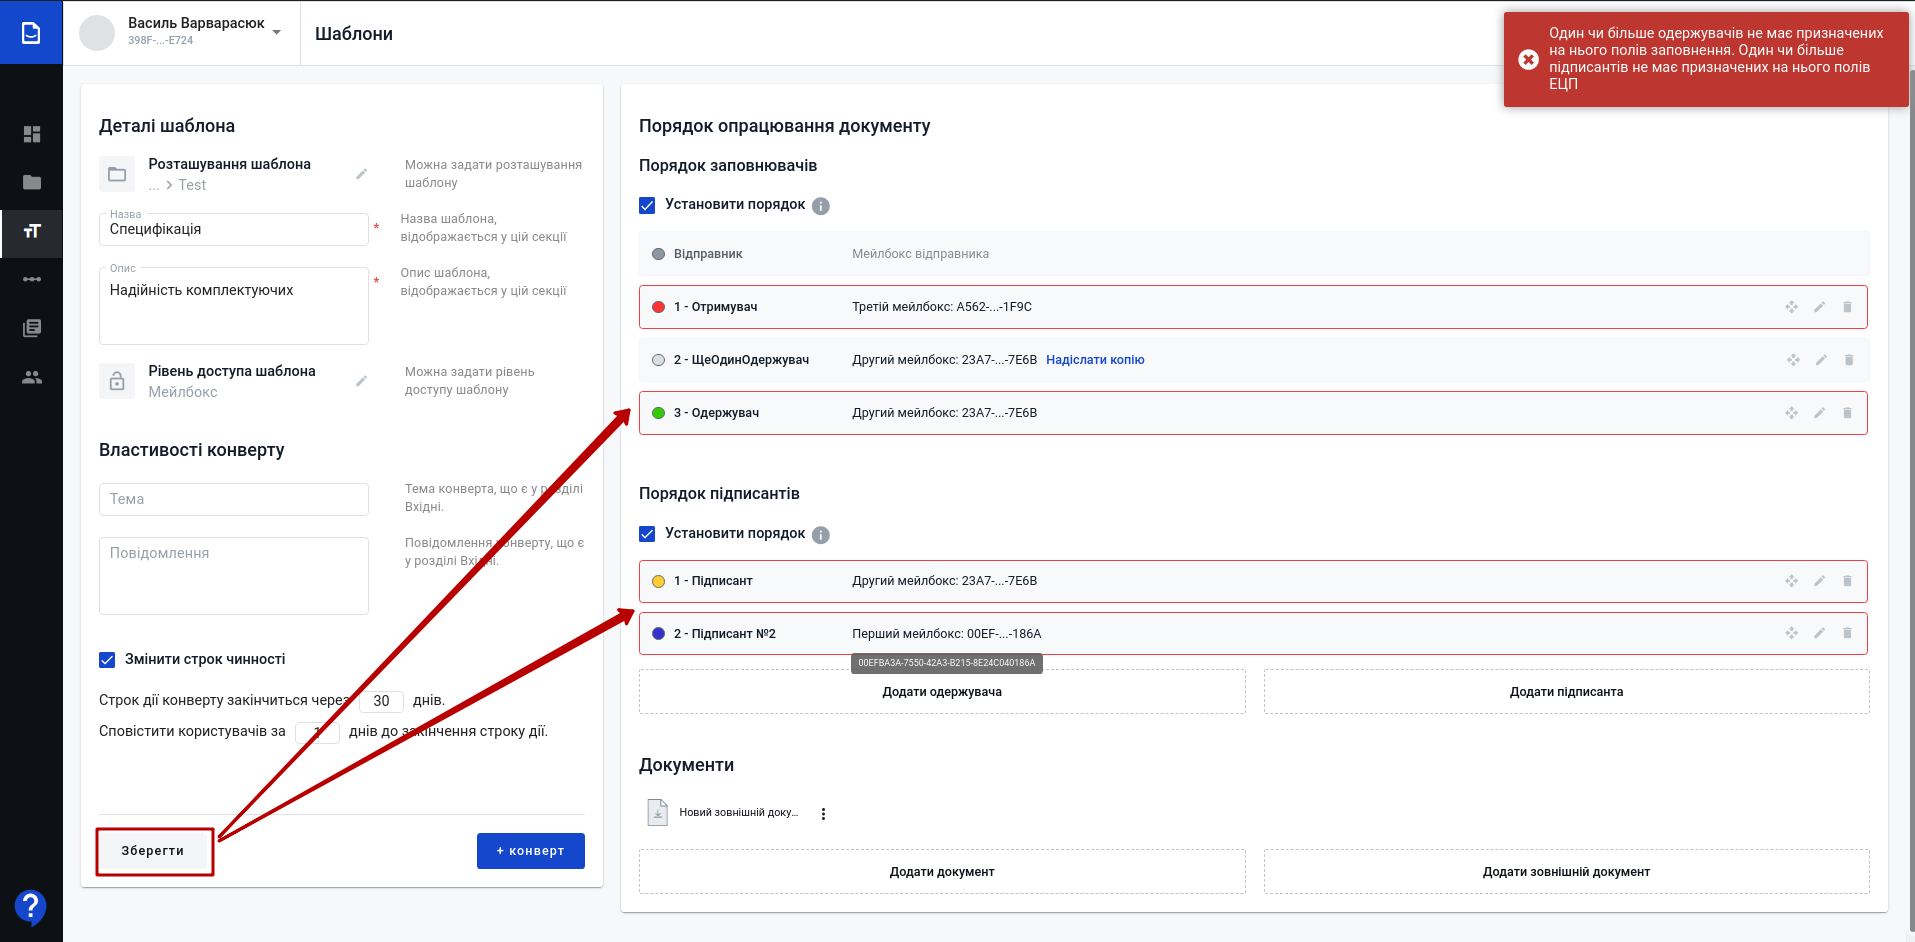 Василь Варварасюк
398F-...-E724
Шаблони
Один чи більше одержувачів не має призначених
на нього полів заповнення. Один чи більше
підписантів не має призначених на нього полів
ЕЦП
Деталі шаблона
Розташування шаблона
... > Test
Можна задати розташування
шаблону
Назва
Специфікація
*
Назва шаблона,
відображається у цій секції
Опис
Надійність комплектуючих
*
Опис шаблона,
відображається у цій секції
Рівень доступа шаблона
Мейлбокс
Можна задати рівень
доступу шаблону
Властивості конверту
Тема
Тема конверта, що є у розділі
Вхідні.
Повідомлення
Повідомлення конверту, що є
у розділі Вхідні.
Змінити строк чинності
Строк дії конверту закінчиться через 30 днів.
Сповістити користувачів за 1 днів до закінчення строку дії.
Зберегти
+ конверт
Порядок опрацювання документу
Порядок заповнювачів
Установити порядок
Відправник Мейлбокс відправника
1 - Отримувач Третій мейлбокс: A562-...-1F9C
2 - ЩеОдинОдержувач Другий мейлбокс: 23A7-...-7E6B Надіслати копію
3 - Одержувач Другий мейлбокс: 23A7-...-7E6B
Порядок підписантів
Установити порядок
1 - Підписант Другий мейлбокс: 23A7-...-7E6B
2 - Підписант №2 Перший мейлбокс: 00EF-...-186A
00EFBA3A-7550-42A3-B215-8E24C040186A
Додати одержувача
Додати підписанта
Документи
Новий зовнішній доку...
Додати документ
Додати зовнішній документ